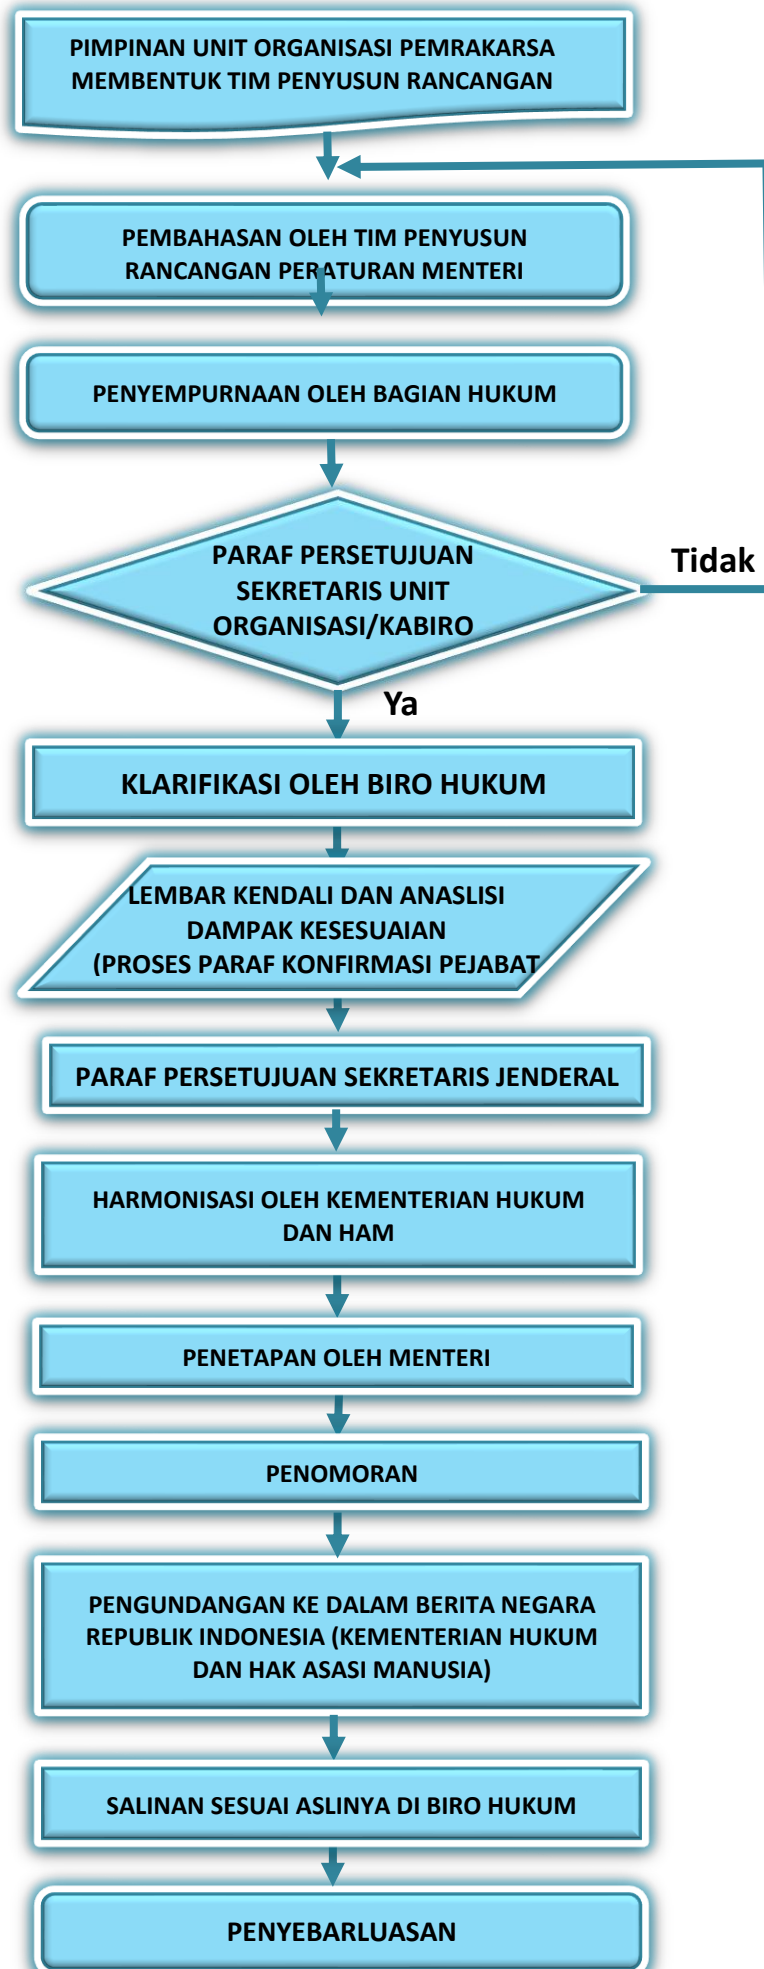 PIMPINAN UNIT ORGANISASI PEMRAKARSA
MEMBENTUK TIM PENYUSUN RANCANGAN
PEMBAHASAN OLEH TIM PENYUSUN
RANCANGAN PERATURAN MENTERI
PENYEMPURNAAN OLEH BAGIAN HUKUM
PARAF PERSETUJUAN
SEKRETARIS UNIT
ORGANISASI/KABIRO
Tidak
Ya
KLARIFIKASI OLEH BIRO HUKUM
LEMBAR KENDALI DAN ANASLISI
DAMPAK KESESUAIAN
(PROSES PARAF KONFIRMASI PEJABAT
PARAF PERSETUJUAN SEKRETARIS JENDERAL
HARMONISASI OLEH KEMENTERIAN HUKUM
DAN HAM
PENETAPAN OLEH MENTERI
PENOMORAN
PENGUNDANGAN KE DALAM BERITA NEGARA
REPUBLIK INDONESIA (KEMENTERIAN HUKUM
DAN HAK ASASI MANUSIA)
SALINAN SESUAI ASLINYA DI BIRO HUKUM
PENYEBARLUASAN